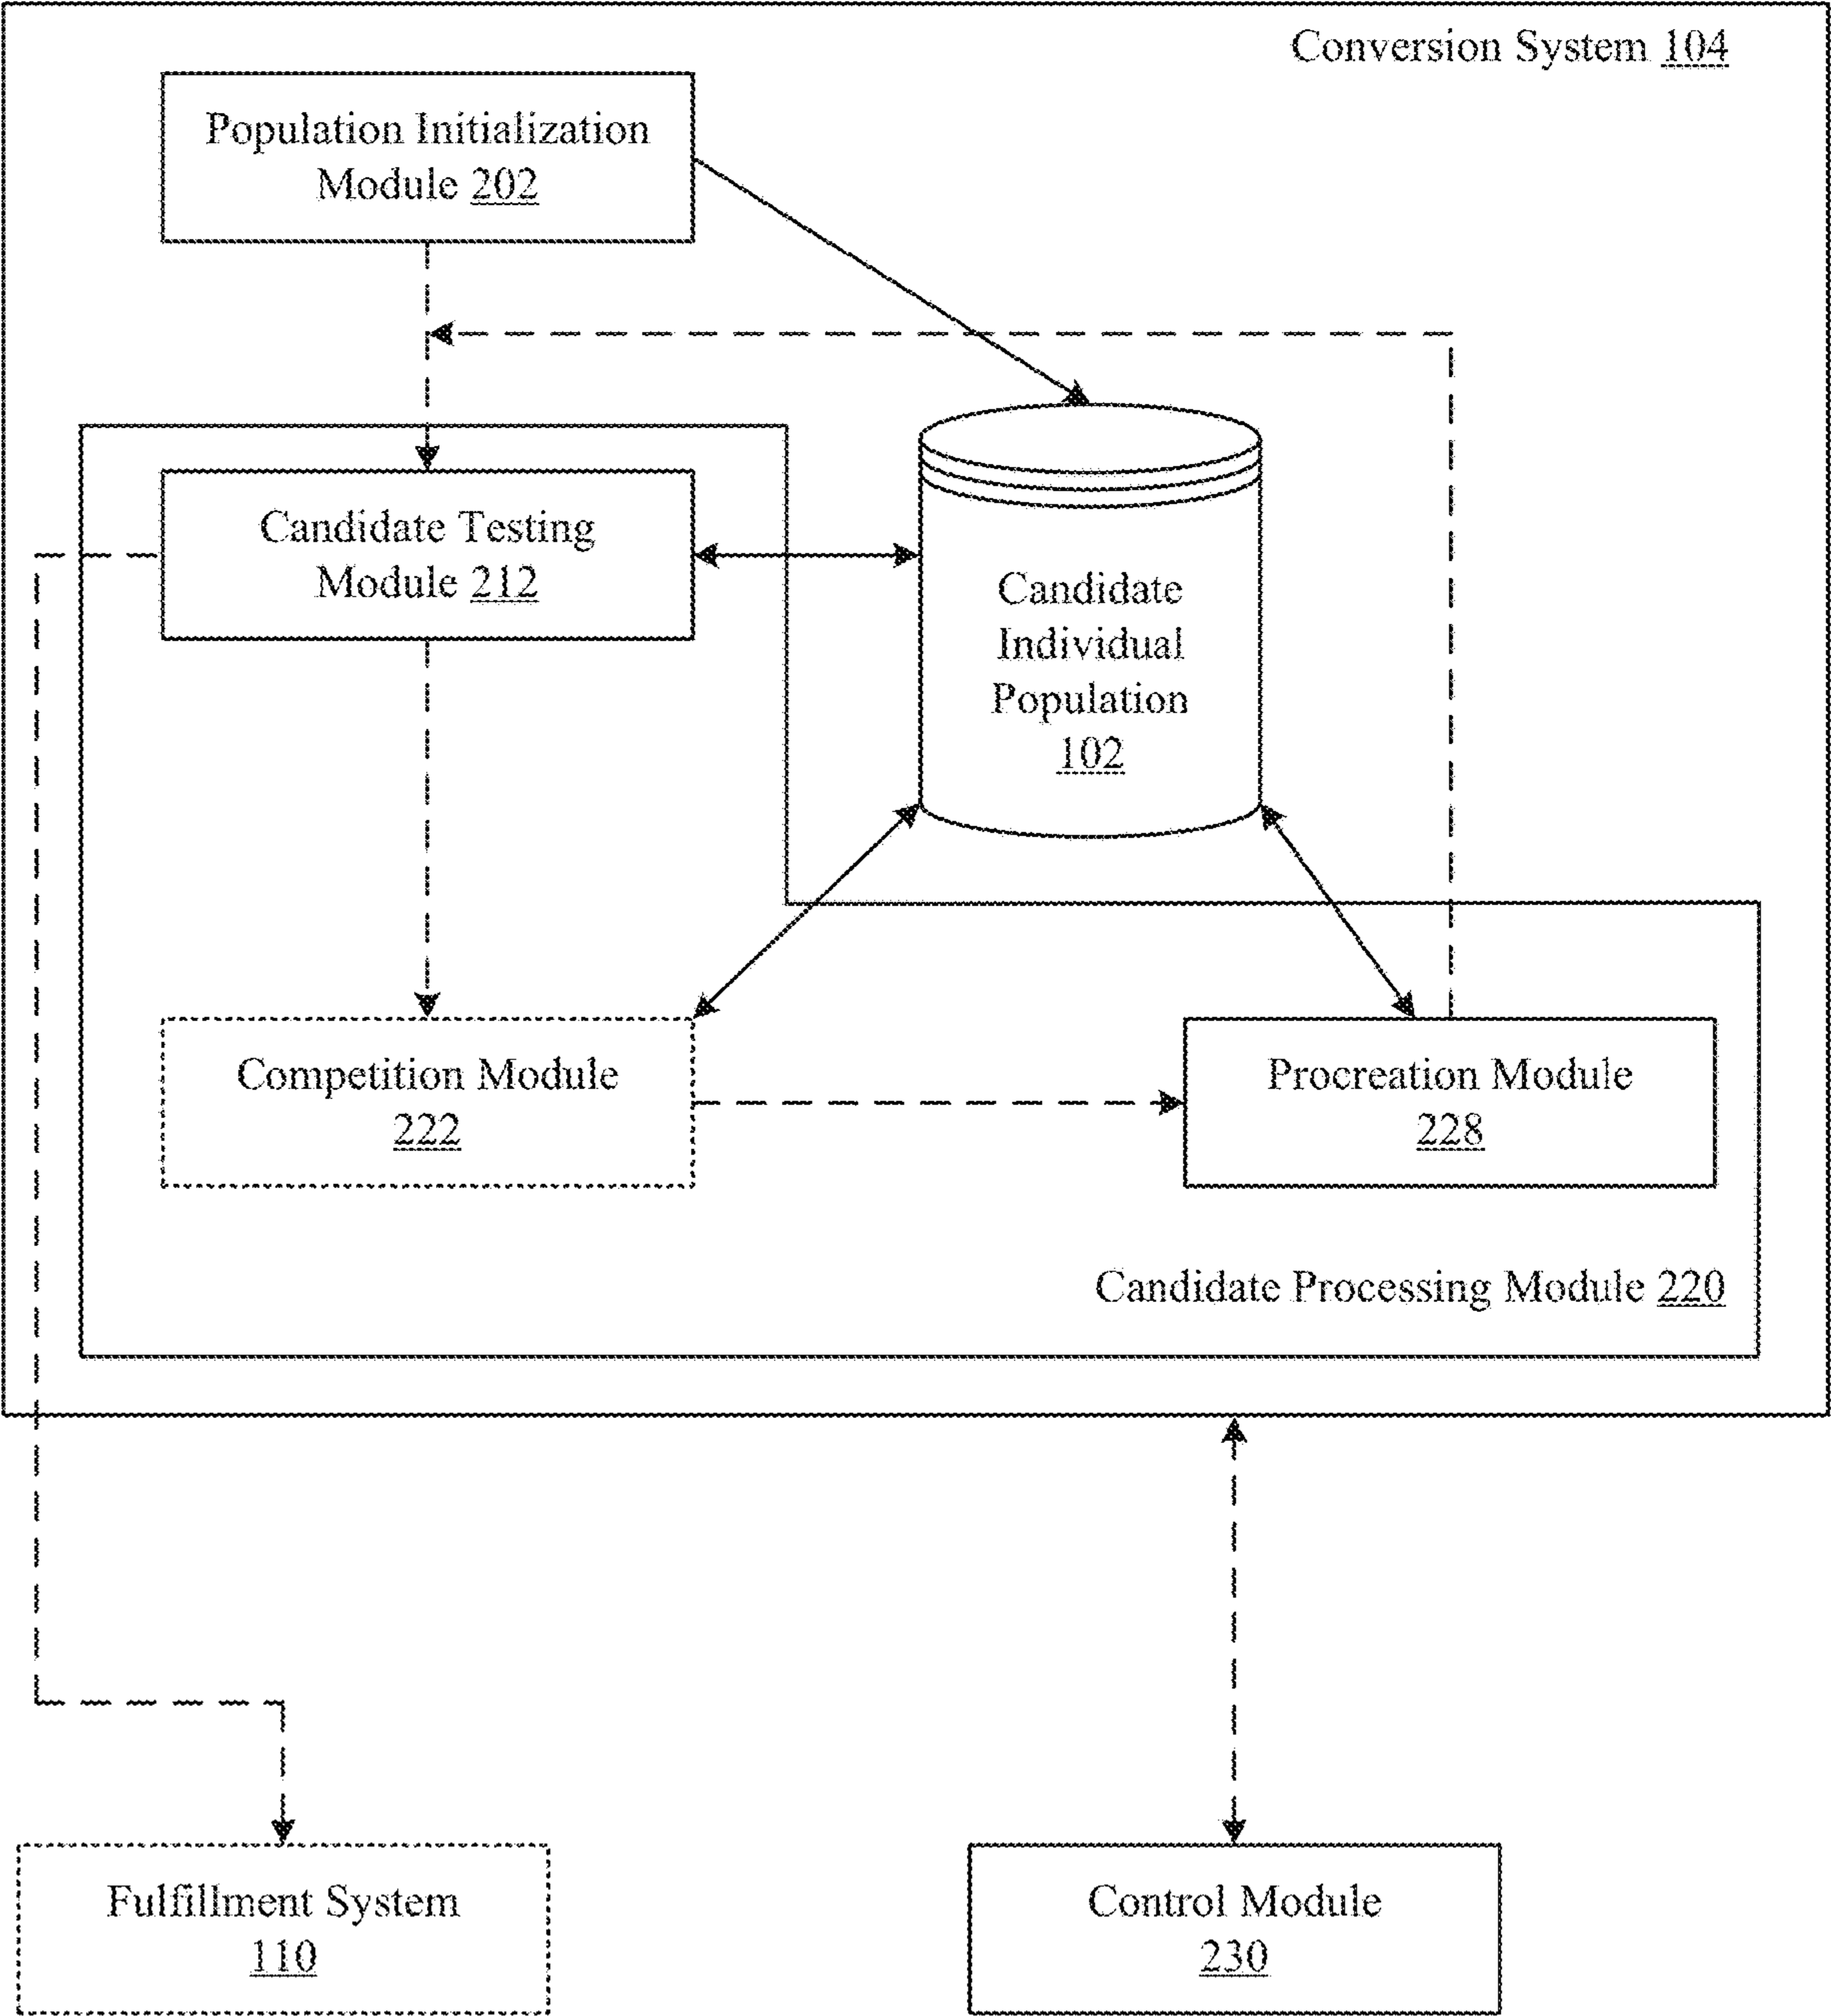 Conversion System 104
Population Initialization
Module 202
Candidate Testing
Module 212
Candidate
Individual
Population
102
Competition Module
222
Procreation Module
228
Candidate Processing Module 220
Fulfillment System
110
Control Module
230